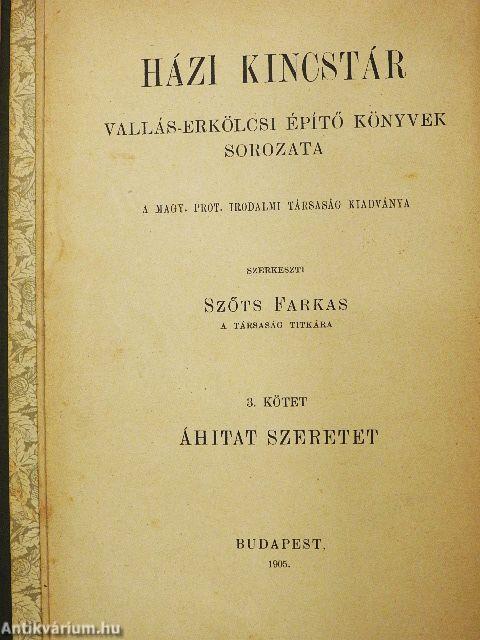 HÁZI KINCSTÁR
VALLÁS-ERKÖLCSI ÉPÍTŐ KÖNYVEK
SOROZATA
A MAGY. PROT. IRODALMI TÁRSASÁG KIADVÁNYA
SZERKESZTI
SZŐTS FARKAS
A TÁRSASÁG TITKÁRA
3. KÖTET
ÁHITAT SZERETET
BUDAPEST,
1905.
Antikvárium.hu